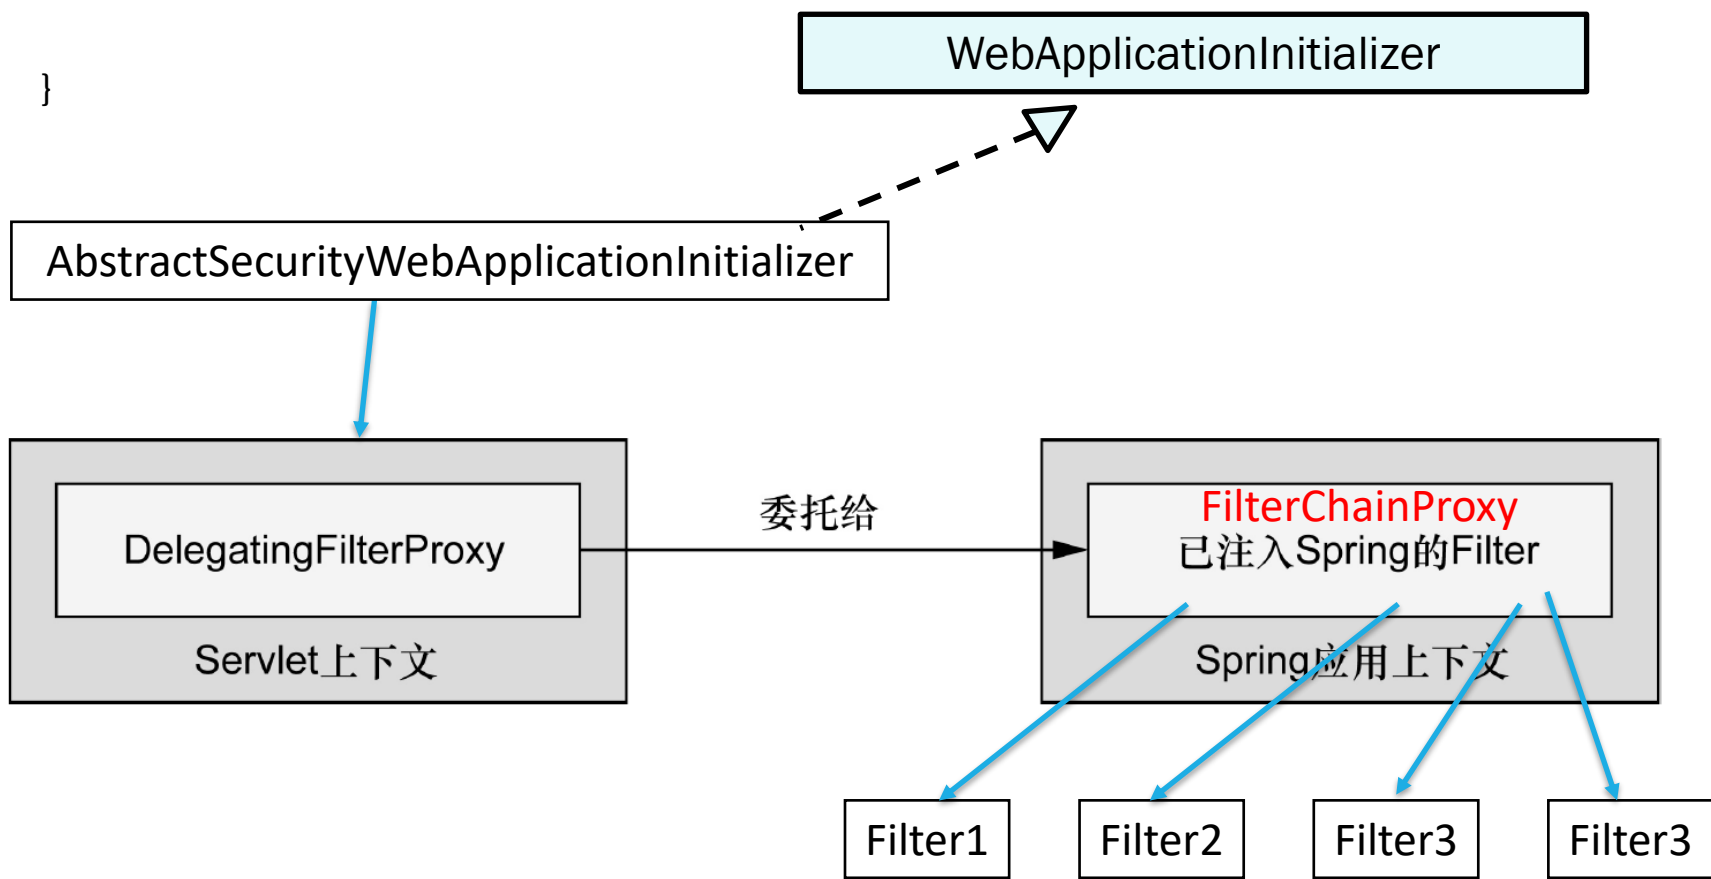 WebApplicationInitializer
}
AbstractSecurityWebApplicationInitializer
委托给
FilterChainProxy
DelegatingFilterProxy
已注入Spring的Filter
Servlet上下文
Spring应用上下文
Filter1
Filter2
Filter3
Filter3